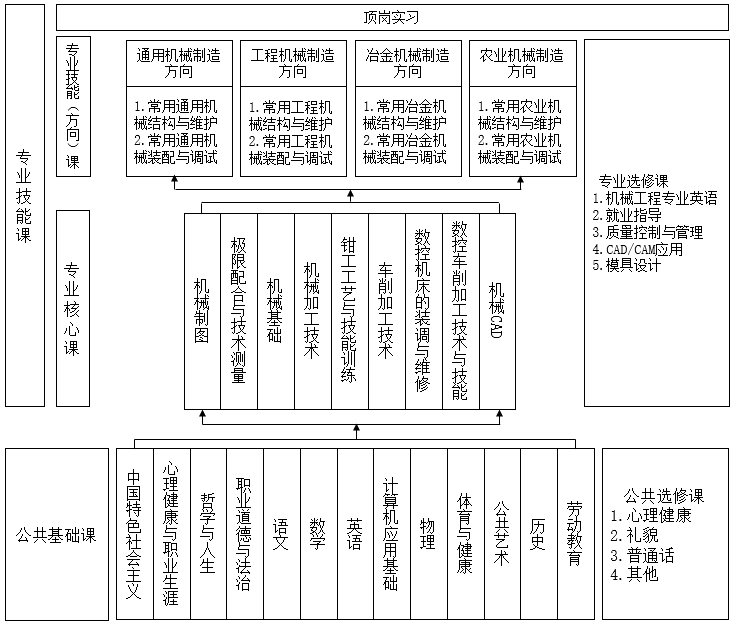 顶岗实习
专业技能课
专业技能（方向）课
通用机械制造
方向
1.常用通用机
械结构与维护
2.常用通用机
械装配与调试
工程机械制造
方向
1.常用工程机
械结构与维护
2.常用工程机
械装配与调试
冶金机械制造
方向
1.常用冶金机
械结构与维护
2.常用冶金机
械装配与调试
农业机械制造
方向
1.常用农业机
械结构与维护
2.常用农业机
械装配与调试
专业选修课
1.机械工程专业英语
2.就业指导
3.质量控制与管理
4.CAD/CAM应用
5.模具设计
专业核心课
机械制图
极限配合与技术测量
机械基础
机械加工技术
钳工工艺与技能训练
车削加工技术
数控机床的装调与维修
数控车削加工技术与技能
机械CAD
公共基础课
中国特色社会主义
心理健康与职业生涯
哲学与人生
职业道德与法治
语文
数学
英语
计算机应用基础
物理
体育与健康
公共艺术
历史
劳动教育
公共选修课
1.心理健康
2.礼貌
3.普通话
4.其他